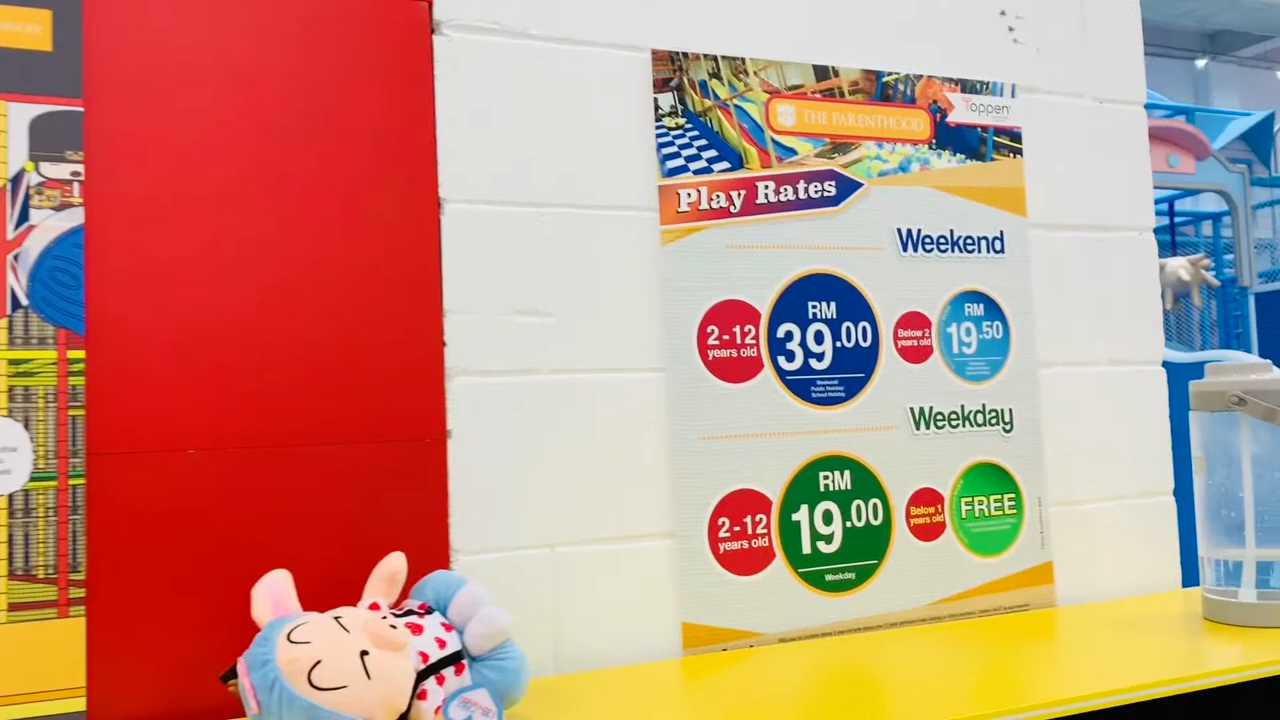 THE PARENTHOOD
Toppen
Play Rates
Weekend
2-12
years old
RM
39.00
Weekend/
Public Holiday/
School Holiday
Below 2
years old
RM
19.50
Weekday
2-12
years old
RM
19.00
Weekday
Below 1
years old
FREE